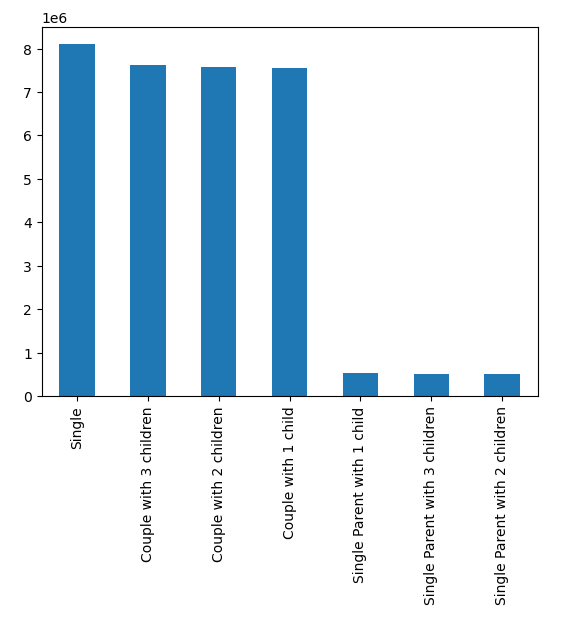 1e6
8
7
6
5
4
3
2
1
0
Single
Couple with 3 children
Couple with 2 children
Couple with 1 child
Single Parent with 1 child
Single Parent with 3 children
Single Parent with 2 children